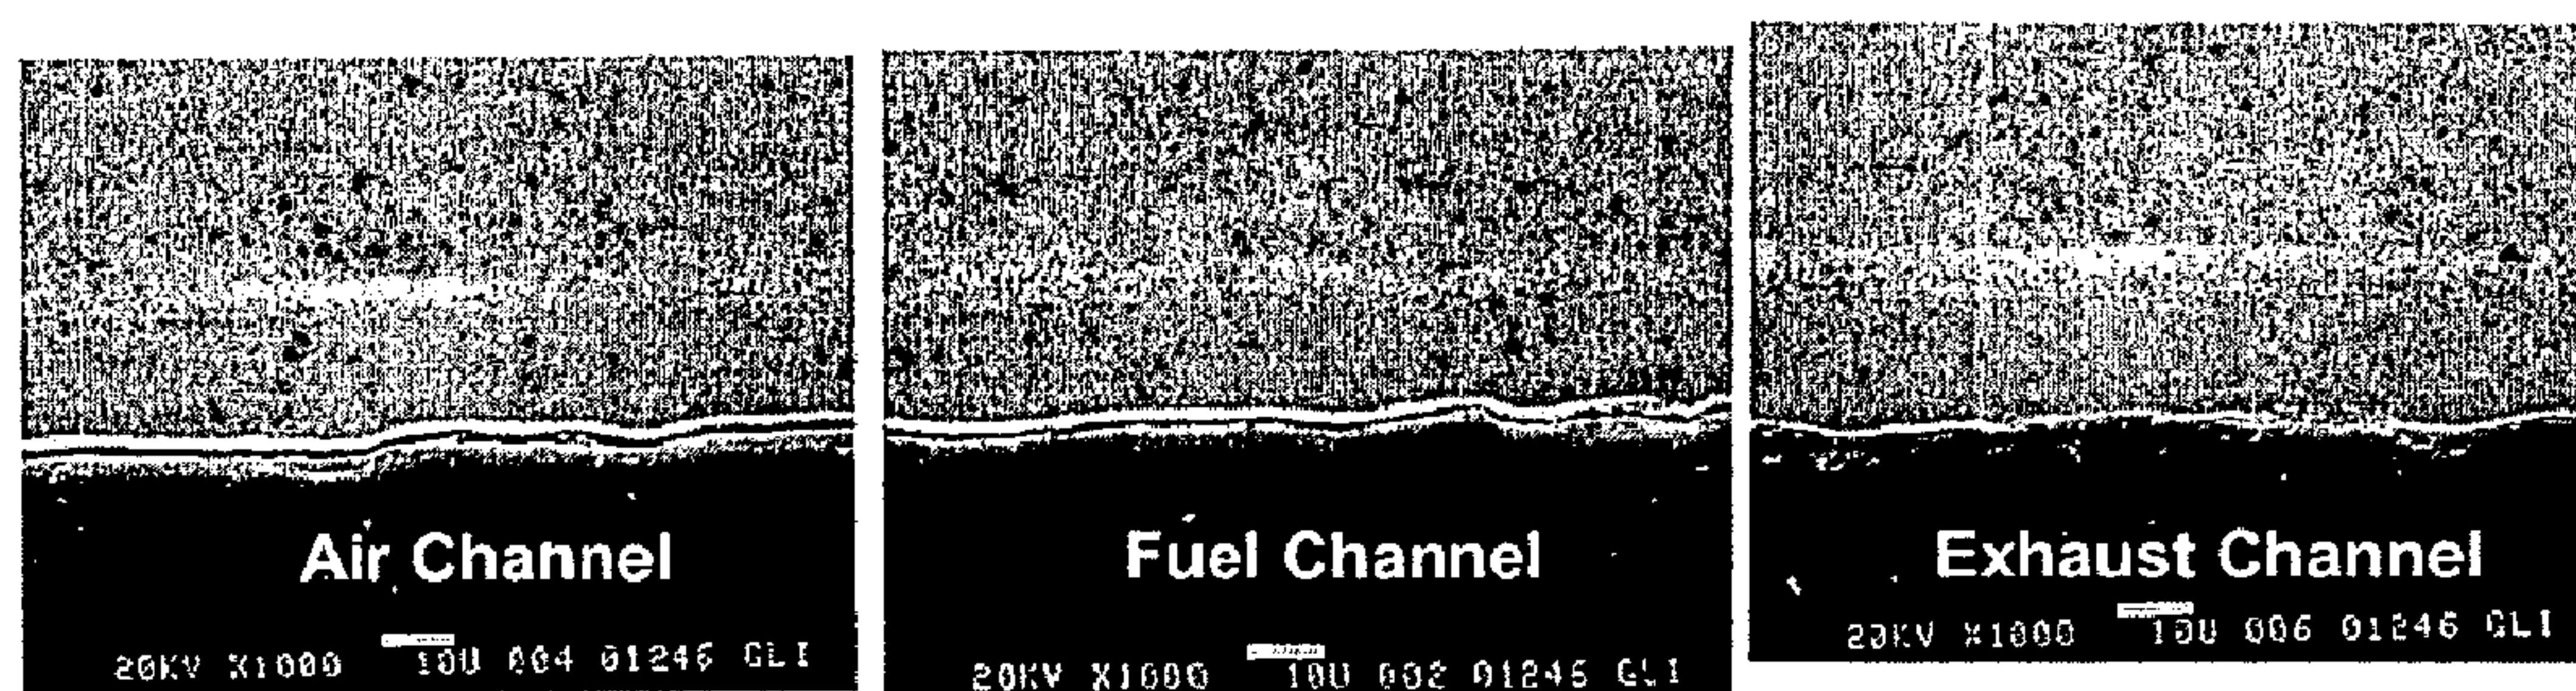 Air Channel
20KV X1000 10U 004 01246 GLI
Fuel Channel
20KV X1000 10U 002 01246 GLI
Exhaust Channel
20KV X1000 10U 006 01246 GLI